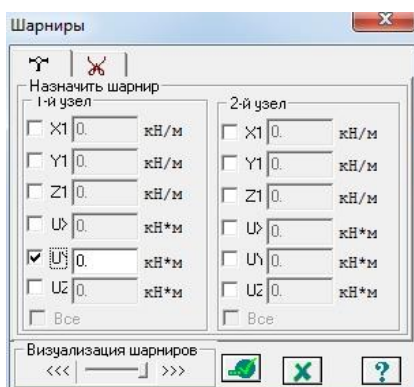 Шарниры
Назначить шарнир
1-й узел
X1 0. кН/м
Y1 0. кН/м
Z1 0. кН/м
0. кН*м
0. кН*м
UZ 0. кН*м
Все
2-й узел
X1 0. кН/м
Y1 0. кН/м
Z1 0. кН/м
0. кН*м
0. кН*м
UZ 0. кН*м
Все
Визуализация шарниров
<<< >>>
?